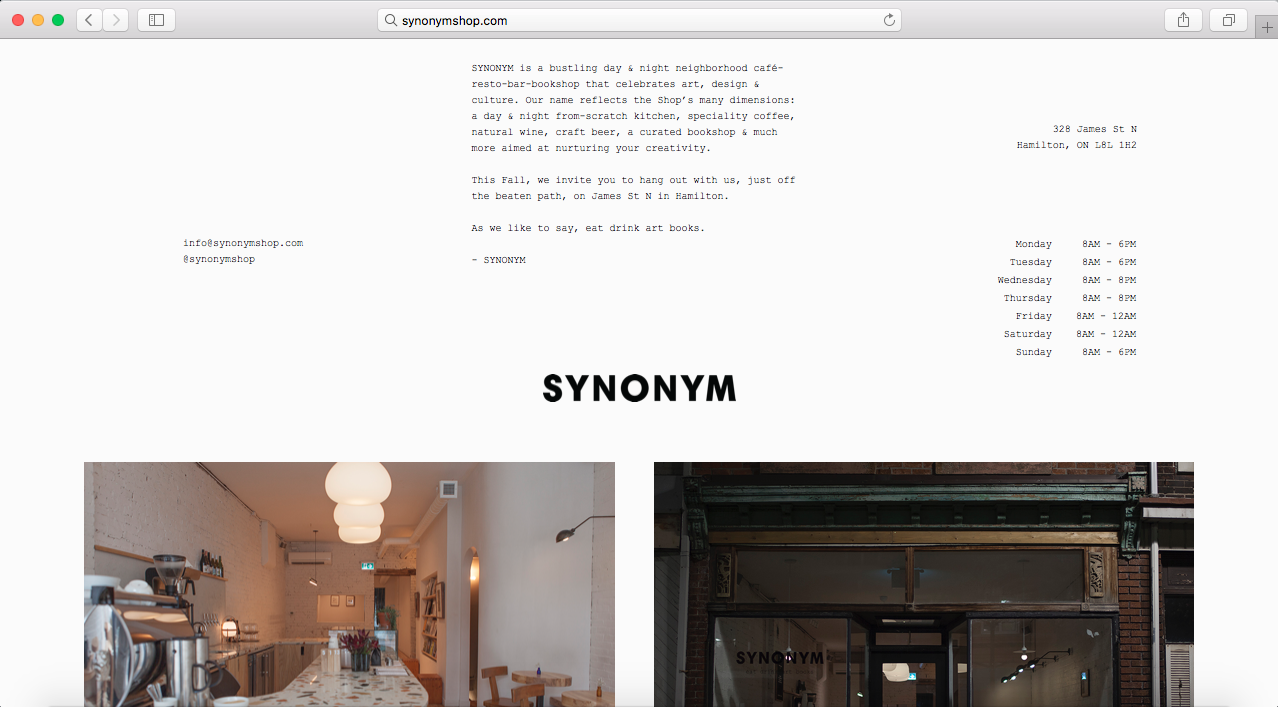 synonymshop.com
SYNONYM is a bustling day & night neighborhood café-
resto-bar-bookshop that celebrates art, design &
culture. Our name reflects the Shop’s many dimensions:
a day & night from-scratch kitchen, speciality coffee,
natural wine, craft beer, a curated bookshop & much
more aimed at nurturing your creativity.
This Fall, we invite you to hang out with us, just off
the beaten path, on James St N in Hamilton.
As we like to say, eat drink art books.
– SYNONYM
info@synonymshop.com
@synonymshop
328 James St N
Hamilton, ON L8L 1H2
Monday 8AM – 6PM
Tuesday 8AM – 6PM
Wednesday 8AM – 8PM
Thursday 8AM – 8PM
Friday 8AM – 12AM
Saturday 8AM – 12AM
Sunday 8AM – 6PM
SYNONYM
SYNONYM